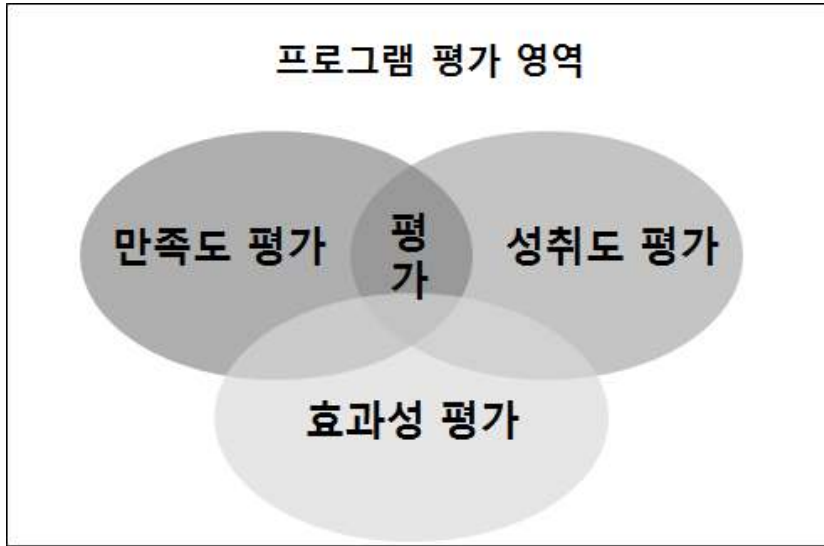 프로그램 평가 영역
만족도 평가
평
가
성취도 평가
효과성 평가